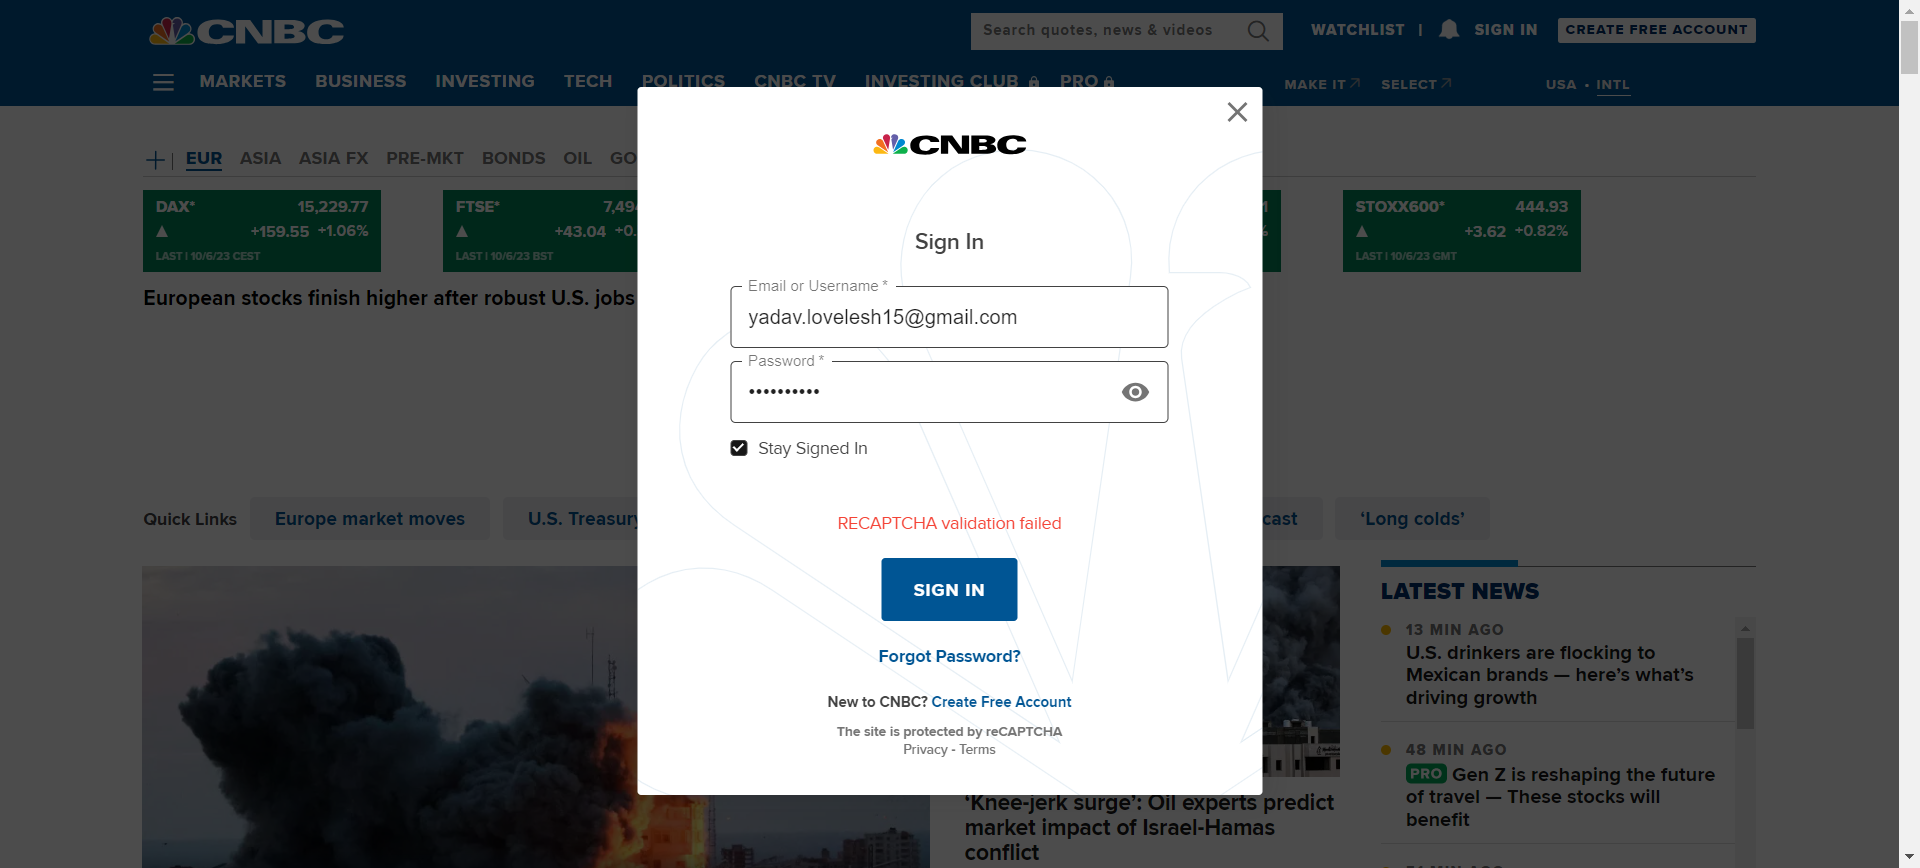 CNBC
Search quotes, news & videos
WATCHLIST |
SIGN IN
CREATE FREE ACCOUNT
MARKETS
BUSINESS
INVESTING
TECH
POLITICS
CNBC TV
INVESTING CLUB
PRO
MAKE IT
SELECT
USA • INTL
EUR
ASIA
ASIA FX
PRE-MKT
BONDS
OIL
DAX* 15,229.77
+159.55 +1.06%
LAST | 10/6/23 CEST
FTSE*
+43.04
LAST | 10/6/23 BST
STOXX600* 444.93
+3.62 +0.82%
LAST | 10/6/23 GMT
European stocks finish higher after robust U.S. jobs
CNBC
Sign In
Email or Username *
yadav.lovelesh15@gmail.com
Password *
••••••••••
Stay Signed In
RECAPTCHA validation failed
SIGN IN
Forgot Password?
New to CNBC? Create Free Account
The site is protected by reCAPTCHA
Privacy - Terms
Quick Links
Europe market moves
U.S. Treasury
cast
‘Long colds’
‘Knee-jerk surge’: Oil experts predict
market impact of Israel-Hamas
conflict
LATEST NEWS
13 MIN AGO
U.S. drinkers are flocking to
Mexican brands — here’s what’s
driving growth
48 MIN AGO
PRO Gen Z is reshaping the future
of travel — These stocks will
benefit